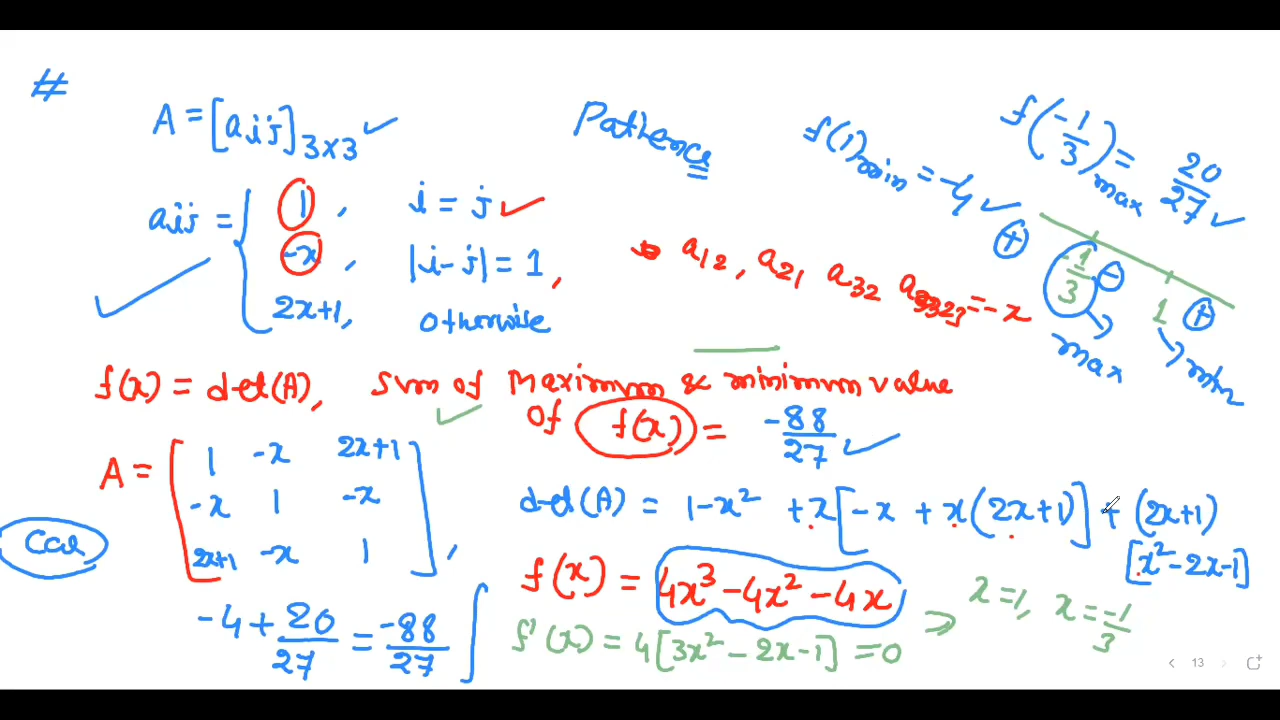 #
A = [aij]3×3 ✓
Patience
f(1)min = -4 ✓
f(-1/3)max = 20/27 ✓
aij = { 1, i = j ✓
-x, |i-j| = 1,
2x+1, otherwise
a12, a21, a32, a23 = -x
+ -1/3 - 1 +
max min
f(x) = det(A), Sum of Maximum & minimum value
of f(x) = -88/27 ✓
A = [ 1 -x 2x+1
-x 1 -x
2x+1 -x 1 ],
det(A) = 1-x² + x[-x + x(2x+1)] + (2x+1)
[x²-2x-1]
f(x) = 4x³-4x²-4x
f'(x) = 4[3x²-2x-1] = 0 ⇒ x=1, x=-1/3
-4 + 20/27 = -88/27
13